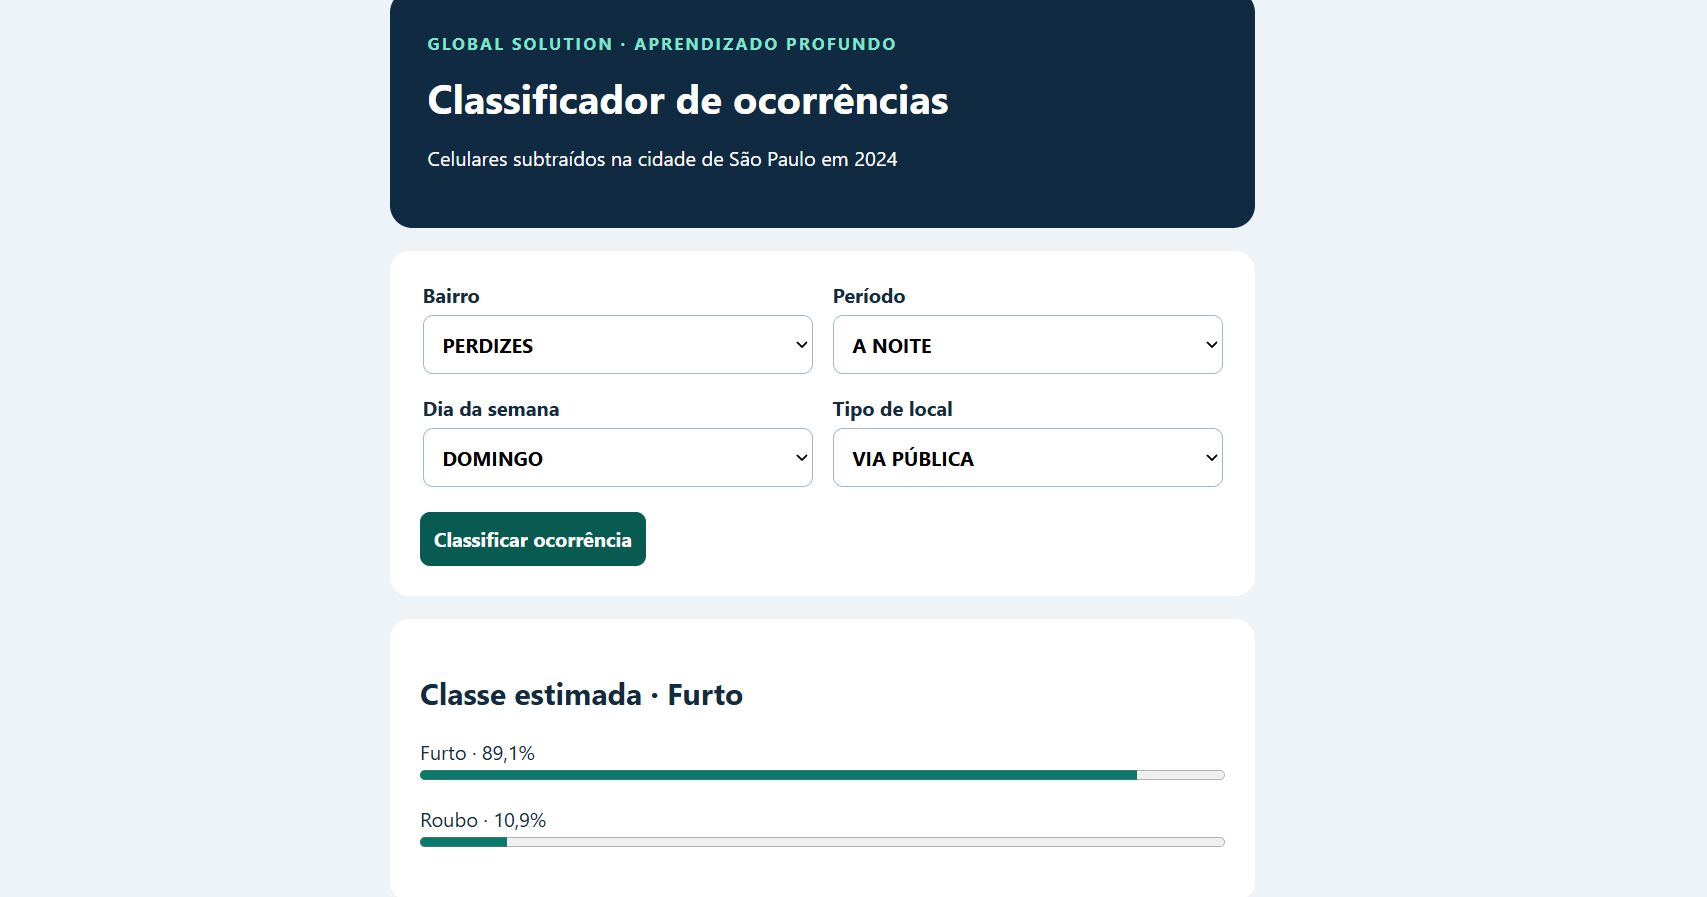 GLOBAL SOLUTION · APRENDIZADO PROFUNDO
Classificador de ocorrências
Celulares subtraídos na cidade de São Paulo em 2024
Bairro
PERDIZES
Período
A NOITE
Dia da semana
DOMINGO
Tipo de local
VIA PÚBLICA
Classificar ocorrência
Classe estimada · Furto
Furto · 89,1%
Roubo · 10,9%